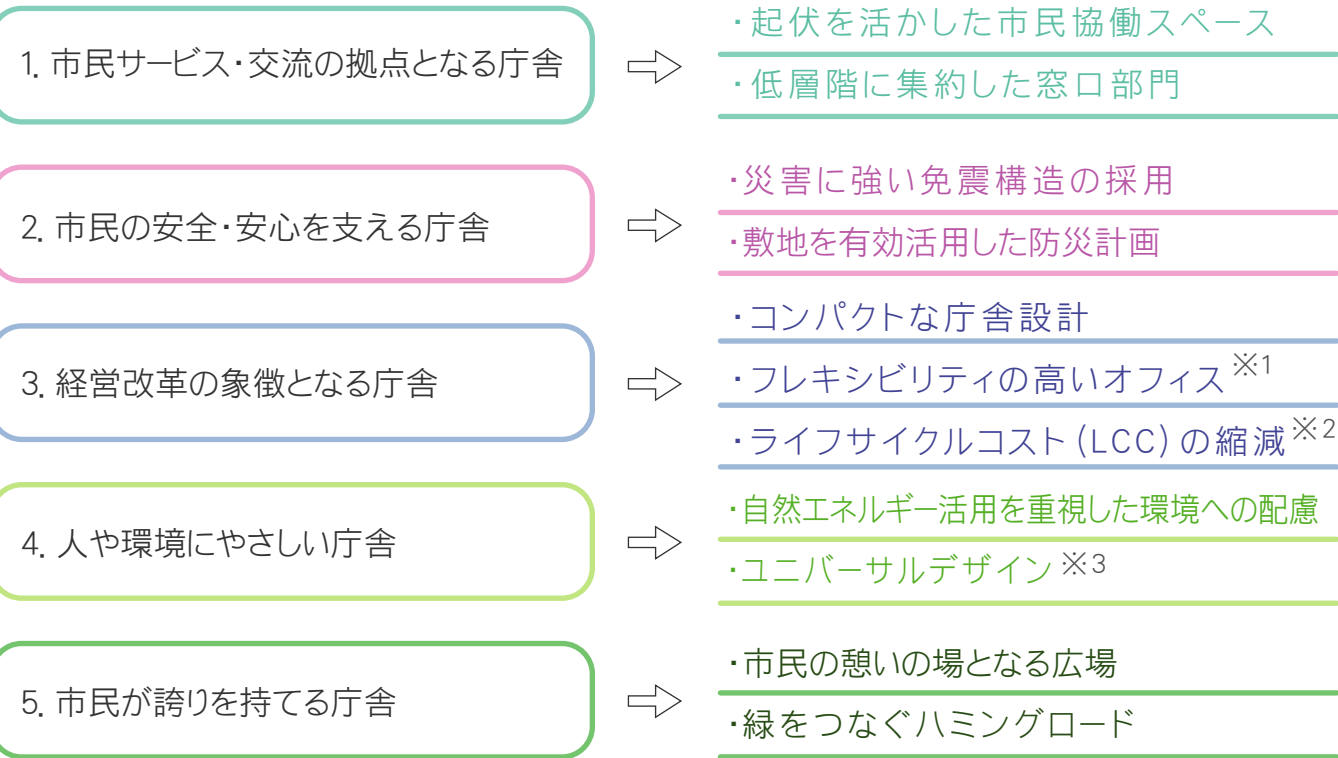 1. 市民サービス・交流の拠点となる庁舎
・起伏を活かした市民協働スペース
・低層階に集約した窓口部門
2. 市民の安全・安心を支える庁舎
・災害に強い免震構造の採用
・敷地を有効活用した防災計画
3. 経営改革の象徴となる庁舎
・コンパクトな庁舎設計
・フレキシビリティの高いオフィス※1
・ライフサイクルコスト(LCC)の縮減※2
4. 人や環境にやさしい庁舎
・自然エネルギー活用を重視した環境への配慮
・ユニバーサルデザイン※3
5. 市民が誇りを持てる庁舎
・市民の憩いの場となる広場
・緑をつなぐハミングロード